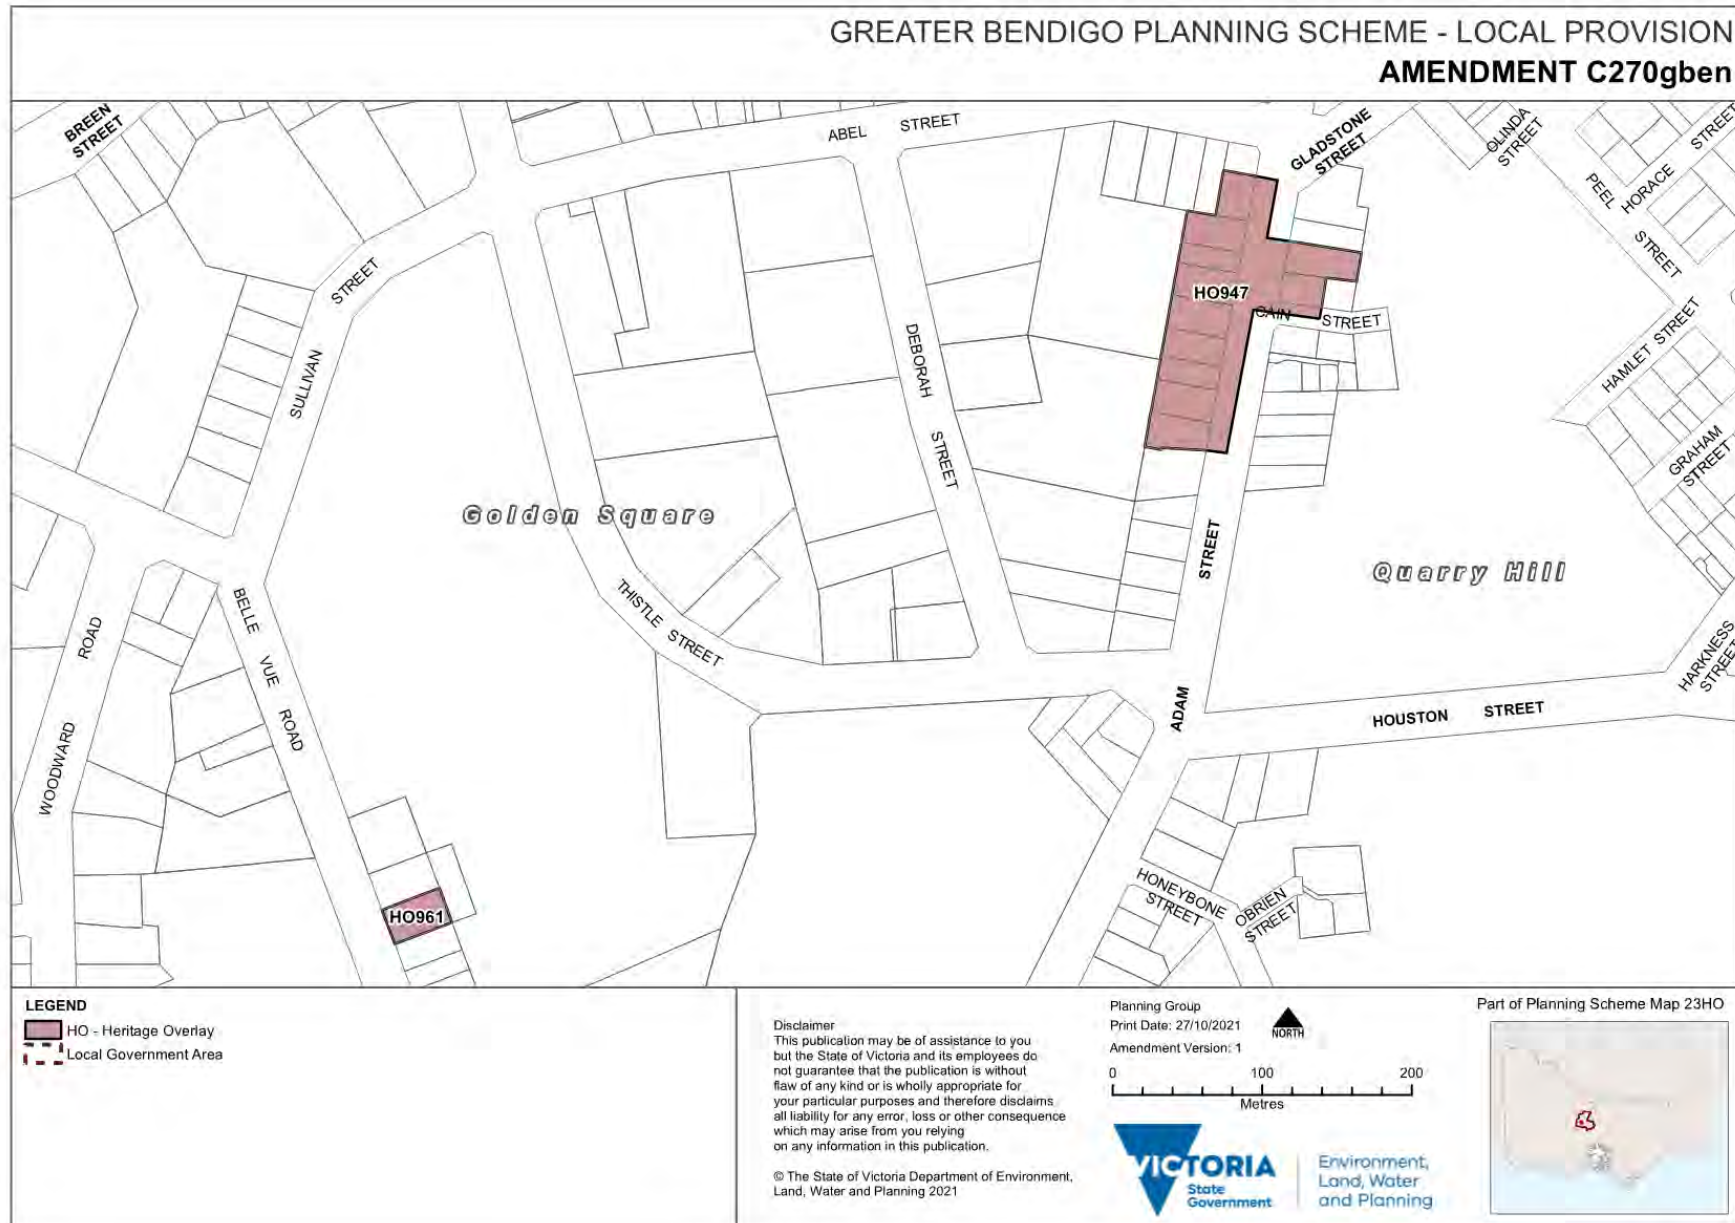 GREATER BENDIGO PLANNING SCHEME - LOCAL PROVISION
AMENDMENT C270gben
BREEN
STREET
ABEL STREET
GLADSTONE
STREET
OLINDA
STREET
HORACE STREET
PEEL
STREET
STREET
SULLIVAN
HO947
CAIN STREET
DEBORAH
STREET
HAMLET STREET
GRAHAM
STREET
Golden Square
STREET
Quarry Hill
THISTLE STREET
BELLE VUE ROAD
WOODWARD ROAD
HARKNESS
STREET
ADAM
HOUSTON STREET
HO961
HONEYBONE
STREET
OBRIEN
STREET
LEGEND
HO - Heritage Overlay
Local Government Area
Disclaimer
This publication may be of assistance to you
but the State of Victoria and its employees do
not guarantee that the publication is without
flaw of any kind or is wholly appropriate for
your particular purposes and therefore disclaims
all liability for any error, loss or other consequence
which may arise from you relying
on any information in this publication.
© The State of Victoria Department of Environment,
Land, Water and Planning 2021
Planning Group
Print Date: 27/10/2021
Amendment Version: 1
NORTH
0 100 200
Metres
VICTORIA
State
Government
Environment,
Land, Water
and Planning
Part of Planning Scheme Map 23HO